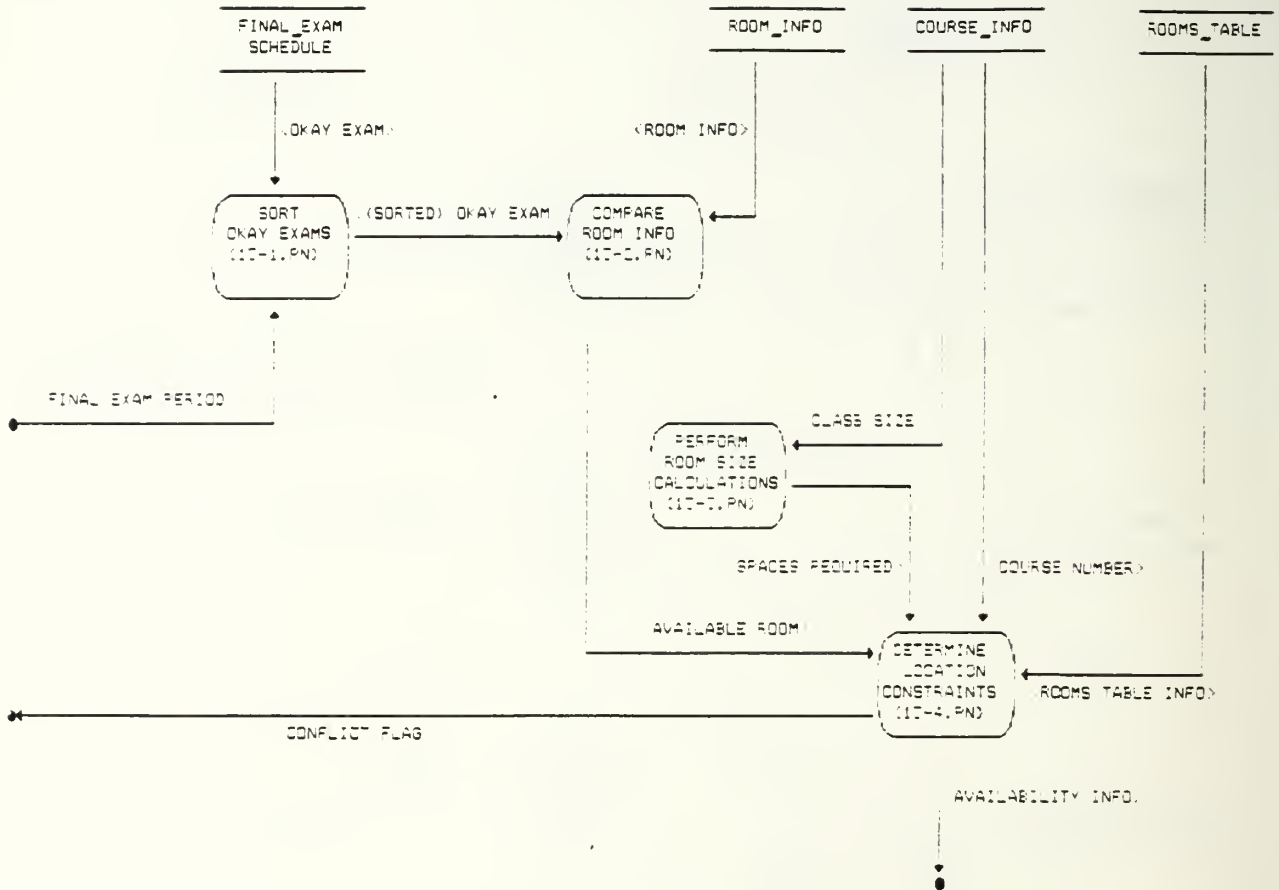 FINAL_EXAM
SCHEDULE
ROOM_INFO
COURSE_INFO
ROOMS_TABLE
<OKAY EXAM>
<ROOM INFO>
SORT
OKAY EXAMS
(SORTED) OKAY EXAM
COMPARE
ROOM INFO
FINAL EXAM PERIOD
CLASS SIZE
PERFORM
ROOM SIZE
CALCULATIONS
SPACES REQUIRED>
COURSE NUMBER>
AVAILABLE ROOM
DETERMINE
LOCATION
CONSTRAINTS
<ROOMS TABLE INFO>
CONFLICT FLAG
AVAILABILITY INFO